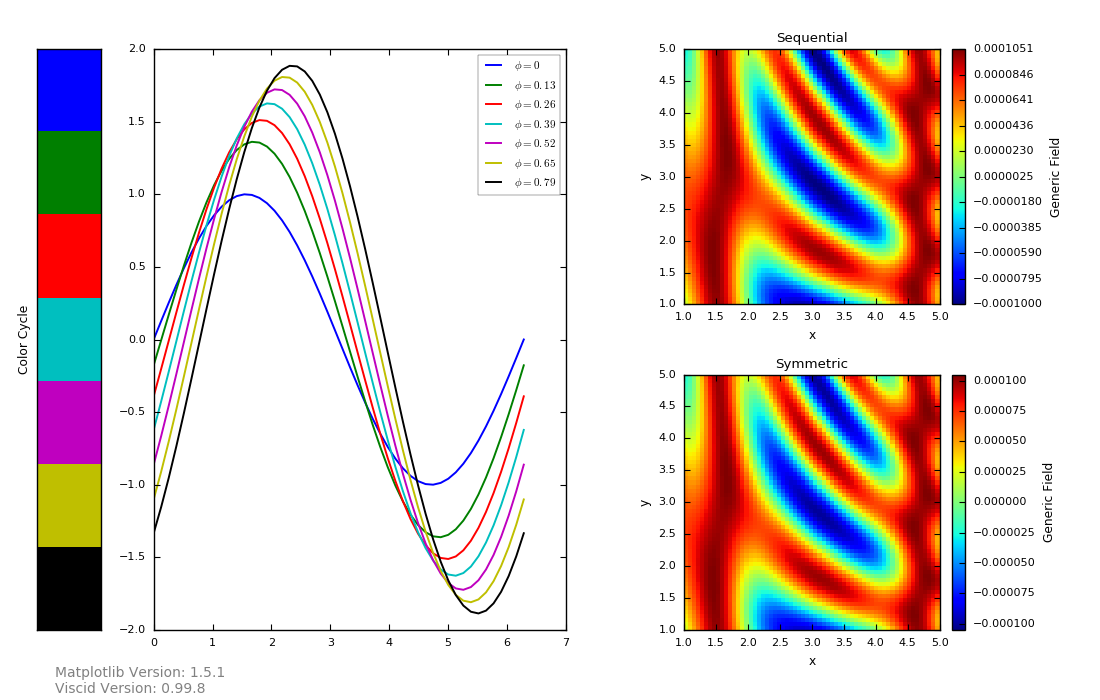 Color Cycle
2.0
1.5
1.0
0.5
0.0
−0.5
−1.0
−1.5
−2.0
0 1 2 3 4 5 6 7
ϕ = 0
ϕ = 0.13
ϕ = 0.26
ϕ = 0.39
ϕ = 0.52
ϕ = 0.65
ϕ = 0.79
Sequential
y
5.0
4.5
4.0
3.5
3.0
2.5
2.0
1.5
1.0
1.0 1.5 2.0 2.5 3.0 3.5 4.0 4.5 5.0
x
0.0001051
0.0000846
0.0000641
0.0000436
0.0000230
0.0000025
−0.0000180
−0.0000385
−0.0000590
−0.0000795
−0.0001000
Generic Field
Symmetric
y
5.0
4.5
4.0
3.5
3.0
2.5
2.0
1.5
1.0
1.0 1.5 2.0 2.5 3.0 3.5 4.0 4.5 5.0
x
0.000100
0.000075
0.000050
0.000025
0.000000
−0.000025
−0.000050
−0.000075
−0.000100
Generic Field
Matplotlib Version: 1.5.1
Viscid Version: 0.99.8